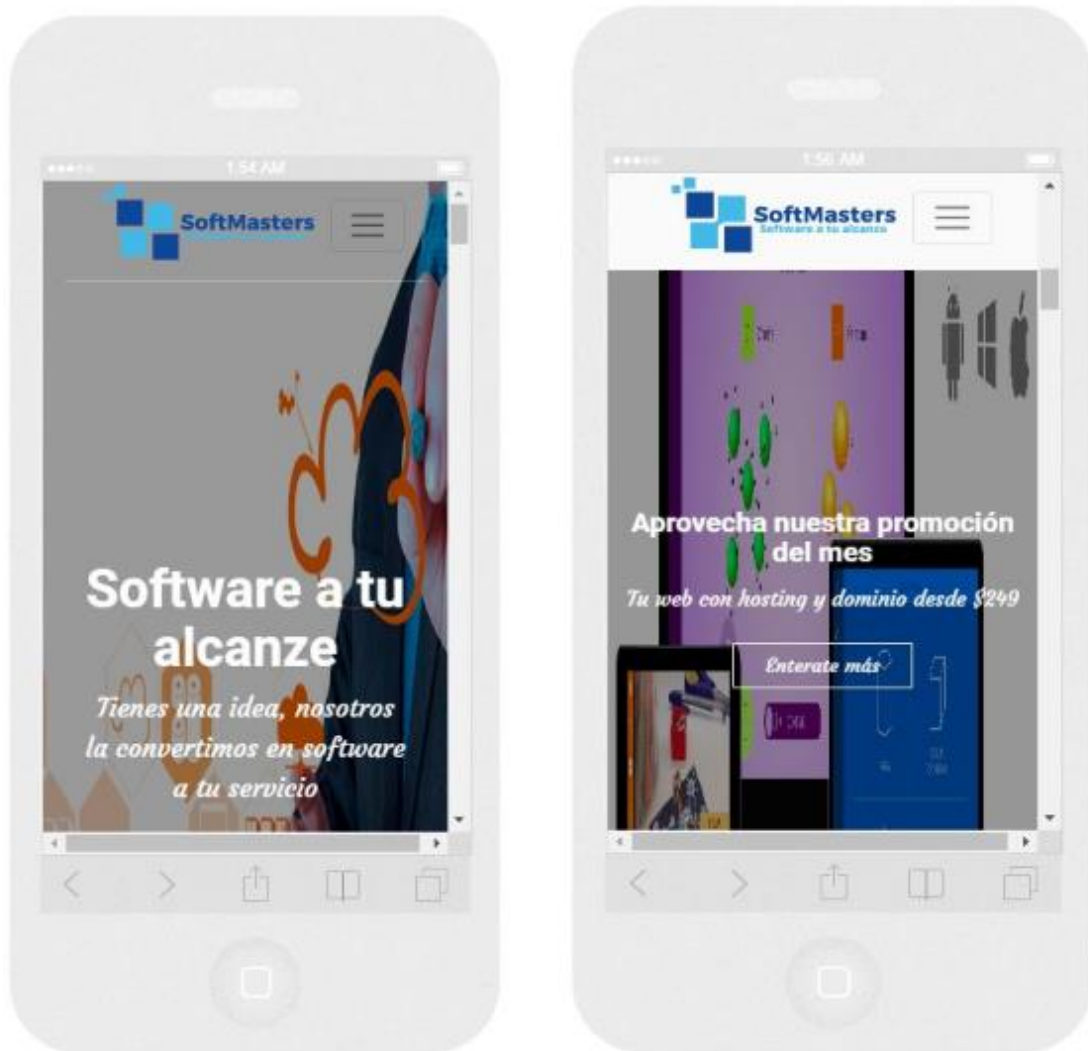 1:54 AM
SoftMasters
Software a tu
alcanze
Tienes una idea, nosotros
la convertimos en software
a tu servicio
1:56 AM
SoftMasters
Software a tu alcance
Aprovecha nuestra promoción
del mes
Tu web con hosting y dominio desde $249
Enterate más